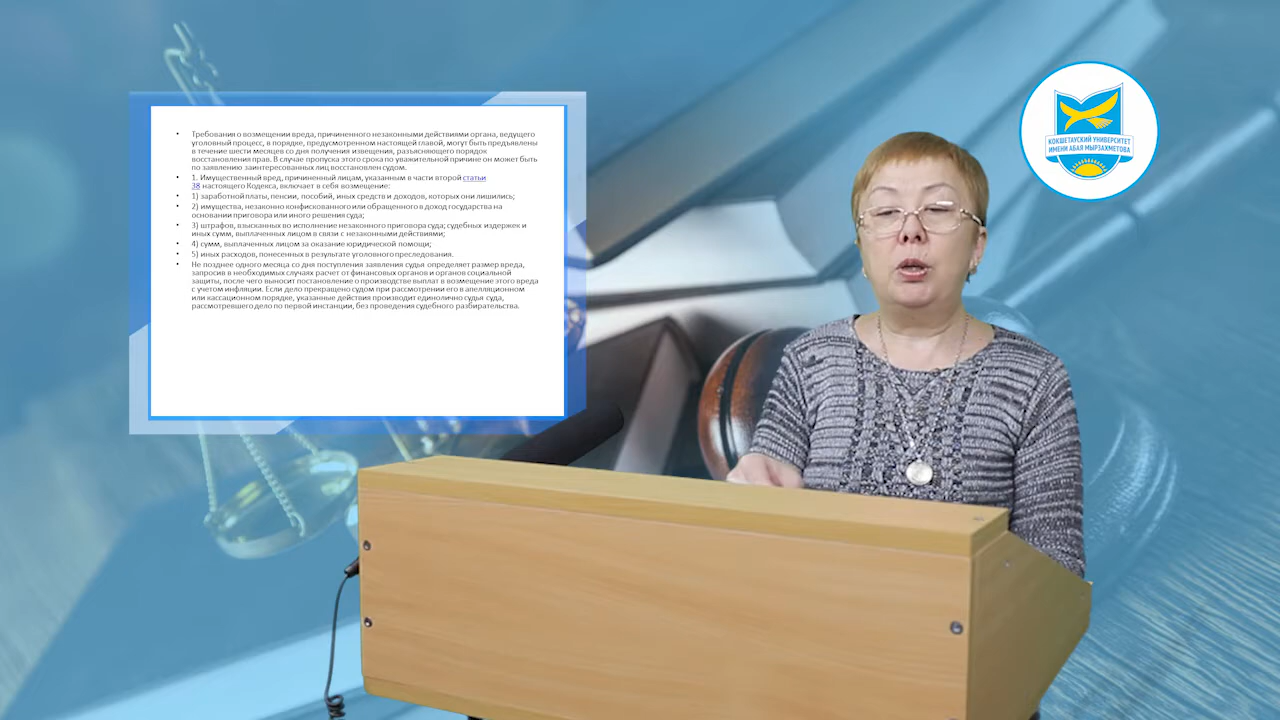 • Требования о возмещении вреда, причиненного незаконными действиями органа, ведущего
уголовный процесс, в порядке, предусмотренном настоящей главой, могут быть предъявлены
в течение шести месяцев со дня получения извещения, разъясняющего порядок
восстановления прав. В случае пропуска этого срока по уважительной причине он может быть
по заявлению заинтересованных лиц восстановлен судом.
• 1. Имущественный вред, причиненный лицам, указанным в части второй статьи
38 настоящего Кодекса, включает в себя возмещение:
• 1) заработной платы, пенсии, пособий, иных средств и доходов, которых они лишились;
• 2) имущества, незаконно конфискованного или обращенного в доход государства на
основании приговора или иного решения суда;
• 3) штрафов, взысканных во исполнение незаконного приговора суда; судебных издержек и
иных сумм, выплаченных лицом в связи с незаконными действиями;
• 4) сумм, выплаченных лицом за оказание юридической помощи;
• 5) иных расходов, понесенных в результате уголовного преследования.
• Не позднее одного месяца со дня поступления заявления судья определяет размер вреда,
запросив в необходимых случаях расчет от финансовых органов и органов социальной
защиты, после чего выносит постановление о производстве выплат в возмещение этого вреда
с учетом инфляции. Если дело прекращено судом при рассмотрении его в апелляционном
или кассационном порядке, указанные действия производит единолично судья суда,
рассмотревшего дело по первой инстанции, без проведения судебного разбирательства.
КОКШЕТАУСКИЙ УНИВЕРСИТЕТ
ИМЕНИ АБАЯ МЫРЗАХМЕТОВА